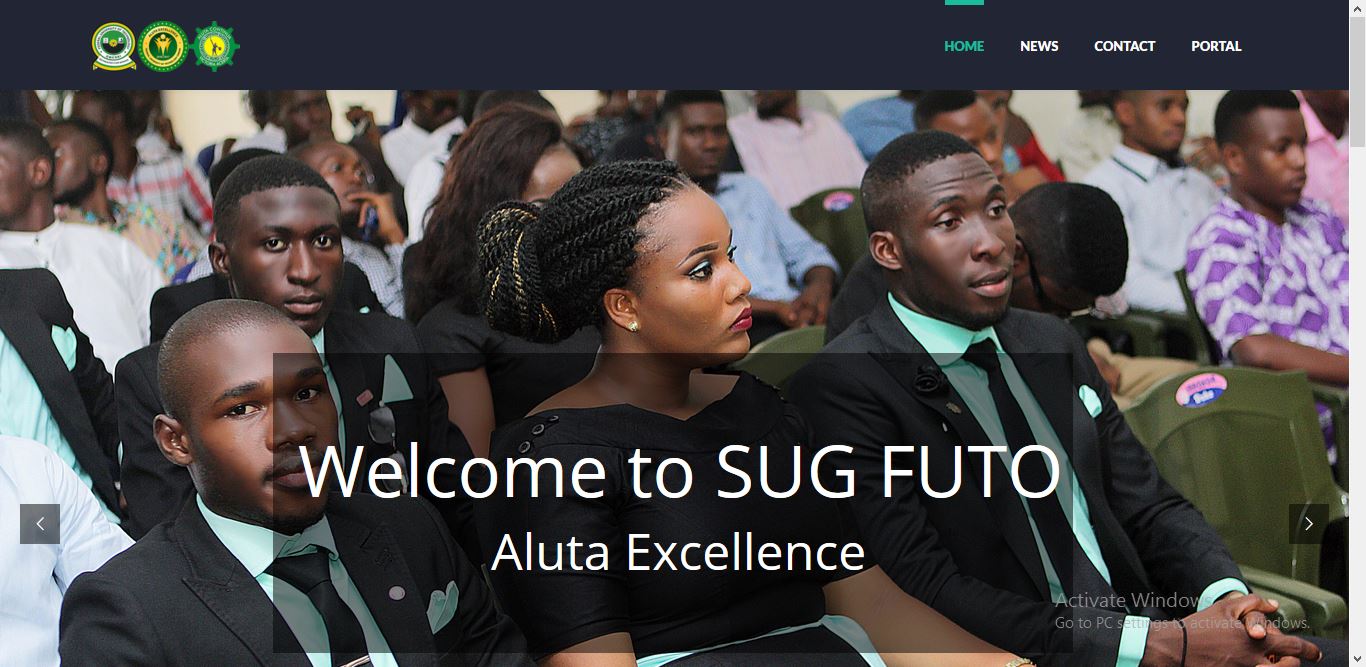 HOME NEWS CONTACT PORTAL
Welcome to SUG FUTO
Aluta Excellence
Activate Windows
Go to PC settings to activate Windows.